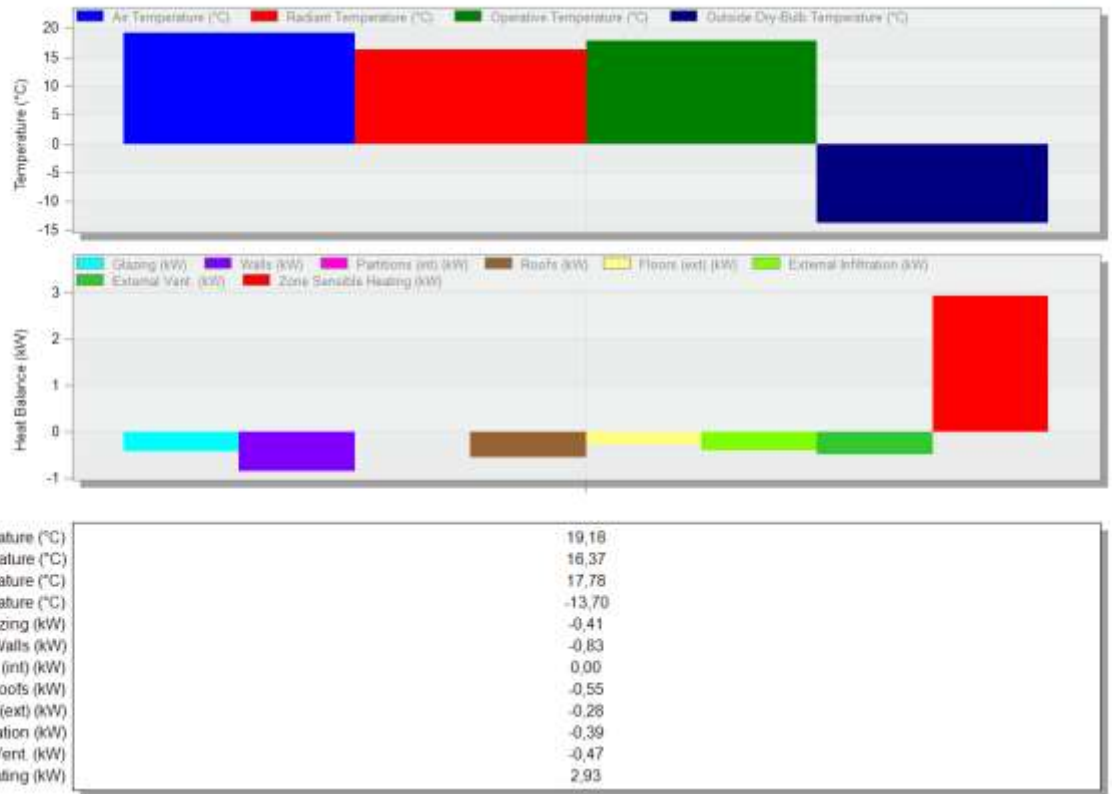 Air Temperature (°C) Radiant Temperature (°C) Operative Temperature (°C) Outside Dry-Bulb Temperature (°C)
20
15
10
5
0
-5
-10
-15
Temperature (°C)
Glazing (kW) Walls (kW) Partitions (int) (kW) Roofs (kW) Floors (ext) (kW) External Infiltration (kW)
External Vent. (kW) Zone Sensible Heating (kW)
3
2
1
0
-1
Heat Balance (kW)
ature (°C) 19,18
ature (°C) 16,37
ature (°C) 17,78
ature (°C) -13,70
zing (kW) -0,41
Walls (kW) -0,83
(int) (kW) 0,00
oofs (kW) -0,55
(ext) (kW) -0,28
ation (kW) -0,39
Vent. (kW) -0,47
ating (kW) 2,93